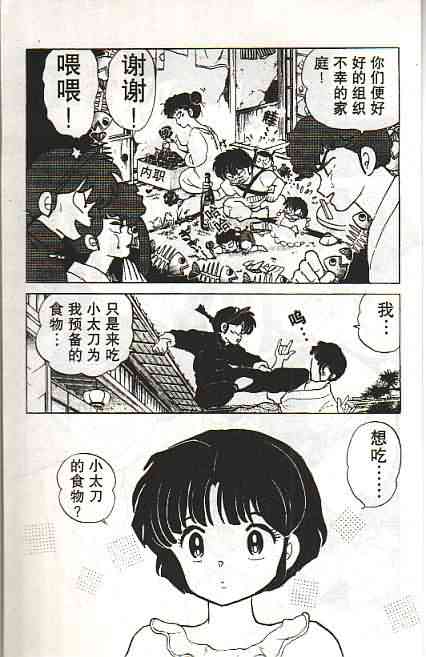 你们便好
好的组织
不幸的家
庭！
谢谢！
喂喂！
内职
哇
我…
呜…
只是来吃
小太刀为
我预备的
食物…
想吃……
小太刀
的食物？